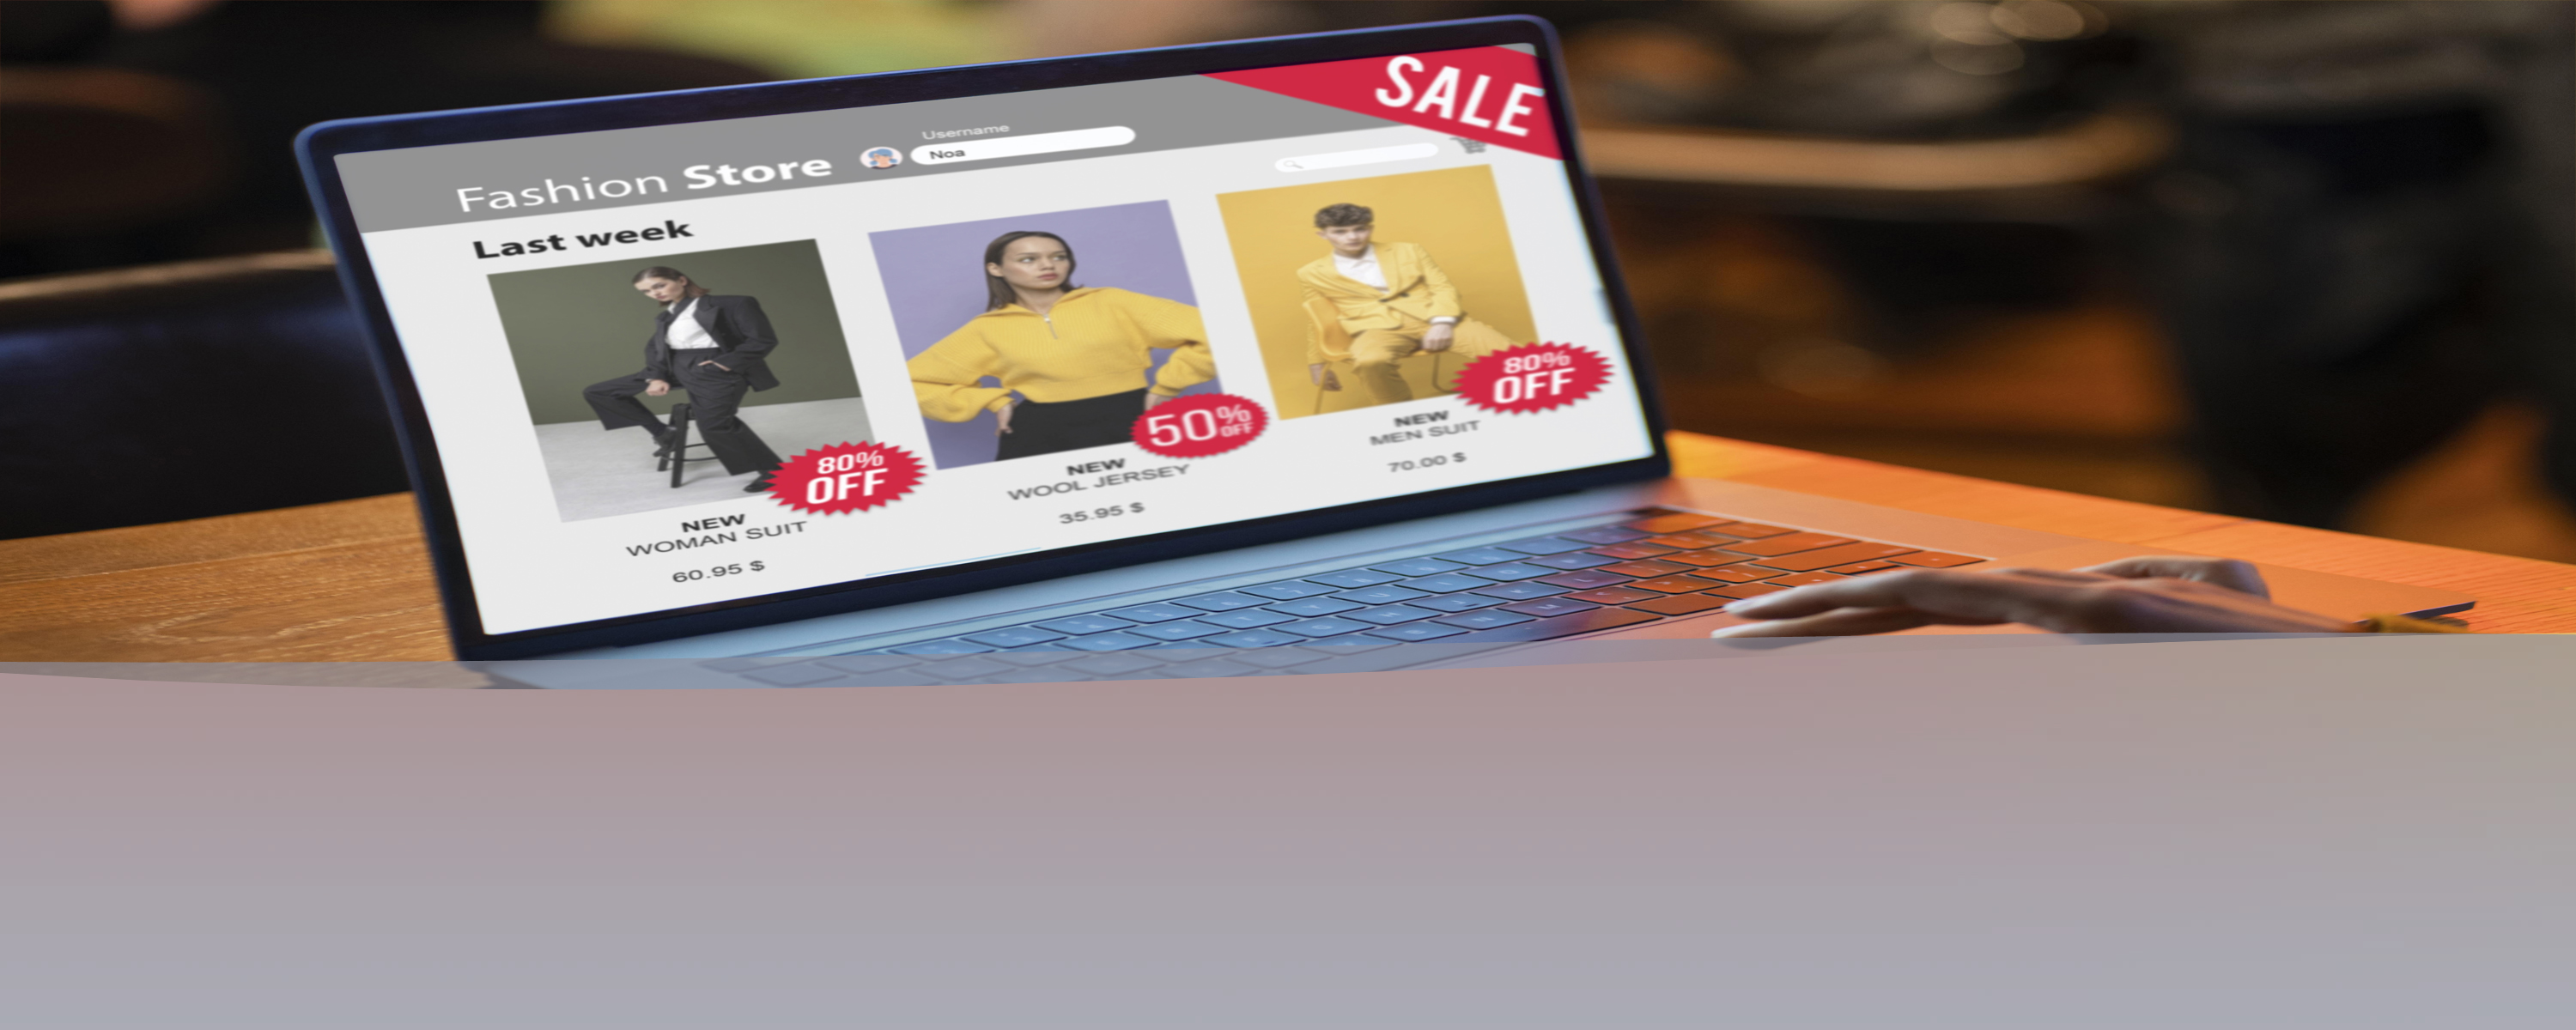 SALE
Username
Noa
Fashion Store
Last week
80%
OFF
NEW
WOMAN SUIT
60.95 $
50%
OFF
NEW
WOOL JERSEY
35.95 $
80%
OFF
NEW
MEN SUIT
70.00 $